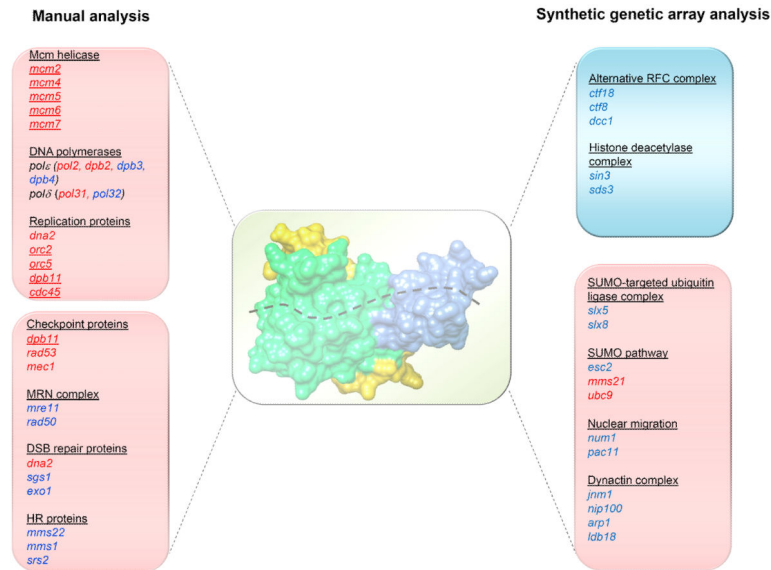 Manual analysis
Mcm helicase
mcm2
mcm4
mcm5
mcm6
mcm7
DNA polymerases
polε (pol2, dpb2, dpb3,
dpb4)
polδ (pol31, pol32)
Replication proteins
dna2
orc2
orc5
dpb11
cdc45
Checkpoint proteins
dpb11
rad53
mec1
MRN complex
mre11
rad50
DSB repair proteins
dna2
sgs1
exo1
HR proteins
mms22
mms1
srs2
Synthetic genetic array analysis
Alternative RFC complex
ctf18
ctf8
dcc1
Histone deacetylase
complex
sin3
sds3
SUMO-targeted ubiquitin
ligase complex
slx5
slx8
SUMO pathway
esc2
mms21
ubc9
Nuclear migration
num1
pac11
Dynactin complex
jnm1
nip100
arp1
ldb18